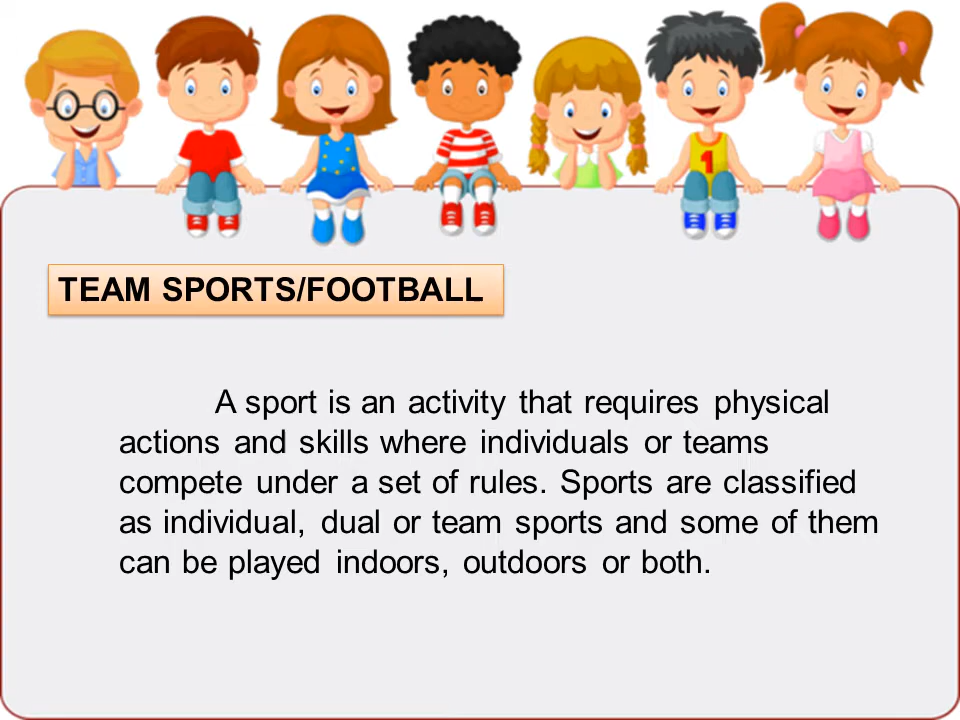 1
TEAM SPORTS/FOOTBALL
A sport is an activity that requires physical
actions and skills where individuals or teams
compete under a set of rules. Sports are classified
as individual, dual or team sports and some of them
can be played indoors, outdoors or both.